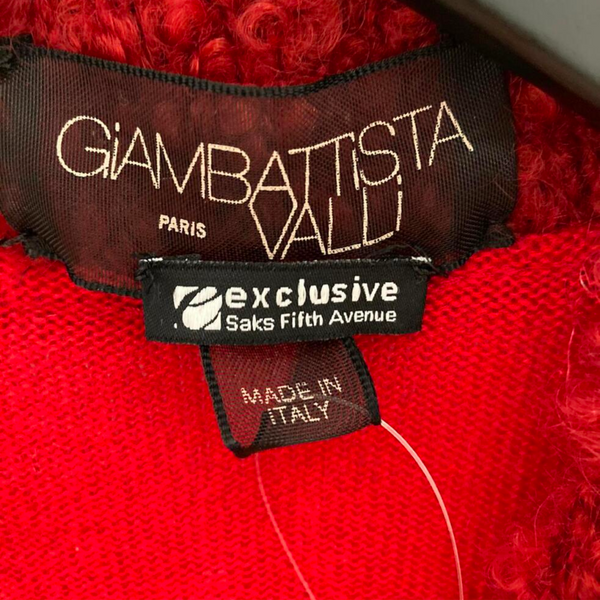 GiAMBATTiSTA
VALLi
PARIS
exclusive
Saks Fifth Avenue
MADE IN
ITALY